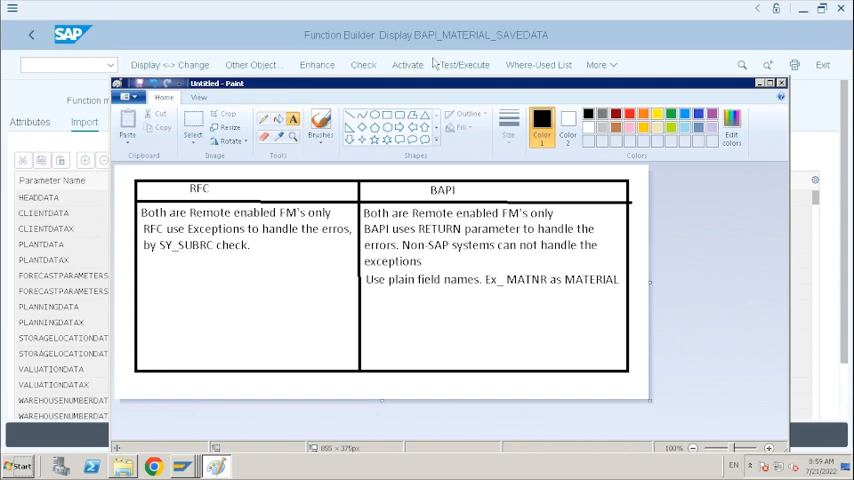 SAP
Function Builder: Display BAPI_MATERIAL_SAVEDATA
Display <-> Change
Other Object...
Enhance
Check
Activate
Test/Execute
Where-Used List
More
Exit
Function m
Attributes
Import
Parameter Name
HEADDATA
CLIENTDATA
CLIENTDATAX
PLANTDATA
PLANTDATAX
FORECASTPARAMETERS
FORECASTPARAMETERS
PLANNINGDATA
PLANNINGDATAX
STORAGELOCATIONDAT
STORAGELOCATIONDAT
VALUATIONDATA
VALUATIONDATAX
WAREHOUSENUMBERDAT
WAREHOUSENUMBERDAT
Untitled - Paint
Home
View
Paste
Cut
Copy
Clipboard
Select
Crop
Resize
Rotate
Image
A
Tools
Brushes
Outline
Fill
Shapes
Size
Color
1
Color
2
Edit
colors
Colors
RFC
Both are Remote enabled FM's only
RFC use Exceptions to handle the erros,
by SY_SUBRC check.
BAPI
Both are Remote enabled FM's only
BAPI uses RETURN parameter to handle the
errors. Non-SAP systems can not handle the
exceptions
Use plain field names. Ex_ MATNR as MATERIAL
855 × 375px
100%
Start
EN
8:59 AM
7/21/2022